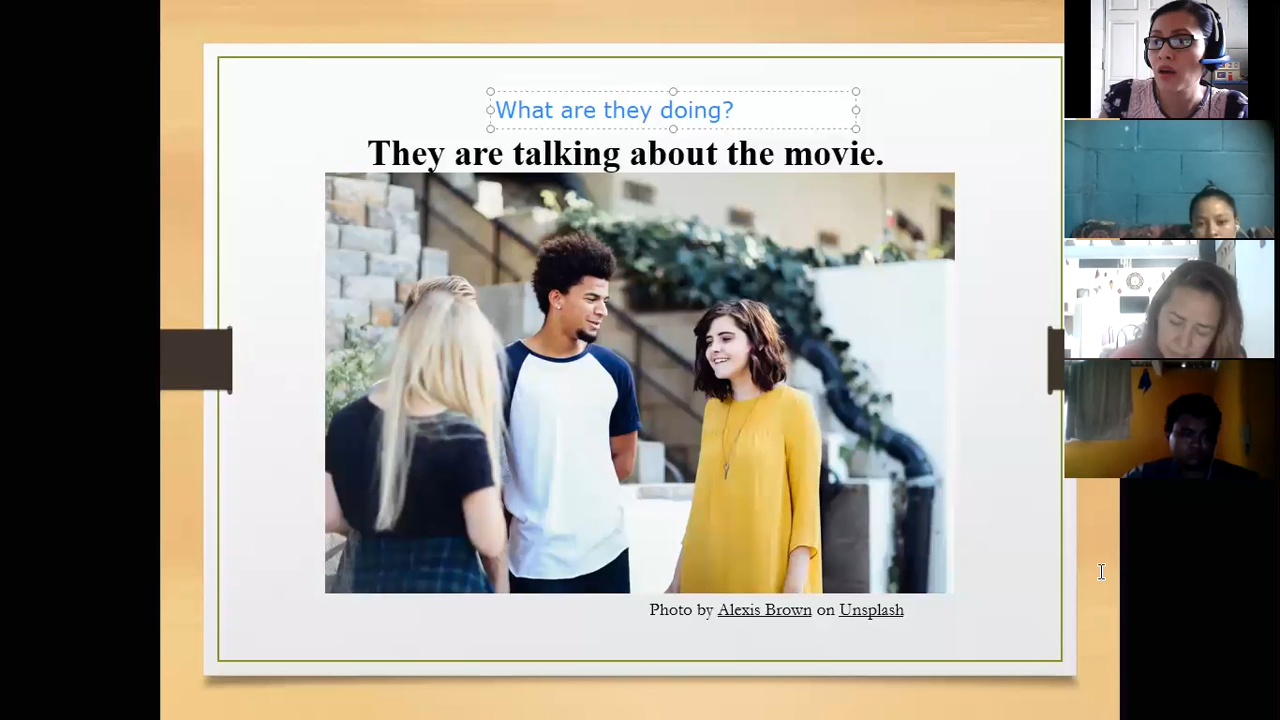 What are they doing?
They are talking about the movie.
Photo by Alexis Brown on Unsplash